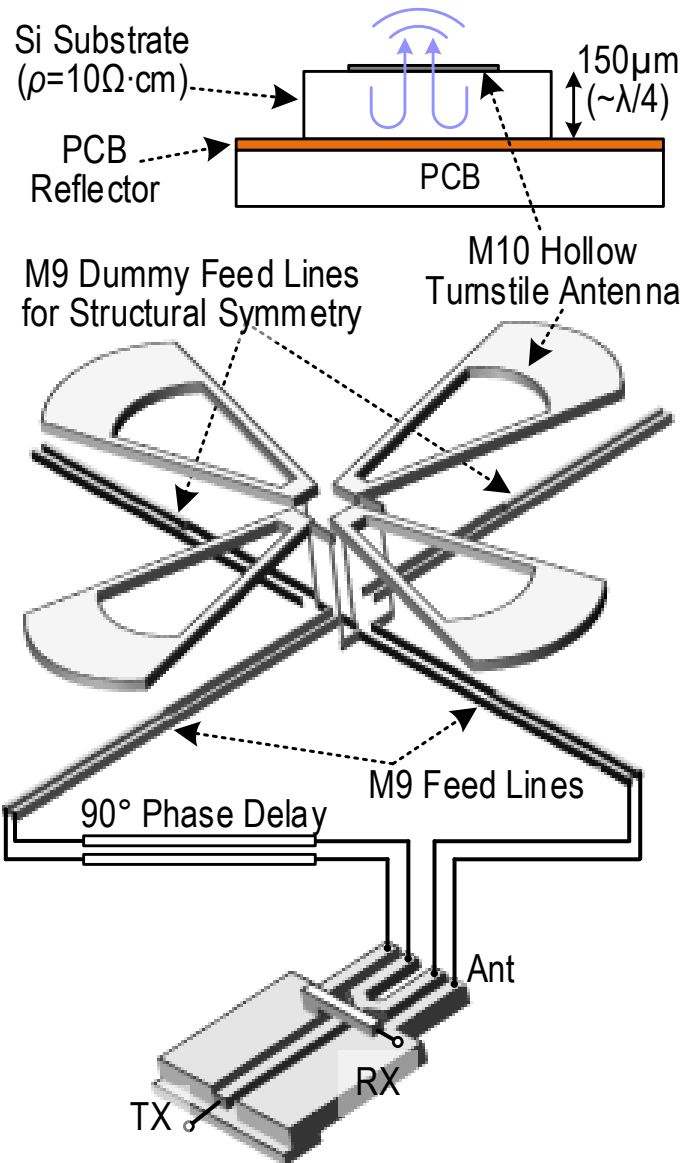 Si Substrate
(ρ=10Ω·cm)
150µm
(~λ/4)
PCB
Reflector
PCB
M10 Hollow
Turnstile Antenna
M9 Dummy Feed Lines
for Structural Symmetry
M9 Feed Lines
90° Phase Delay
Ant
RX
TX